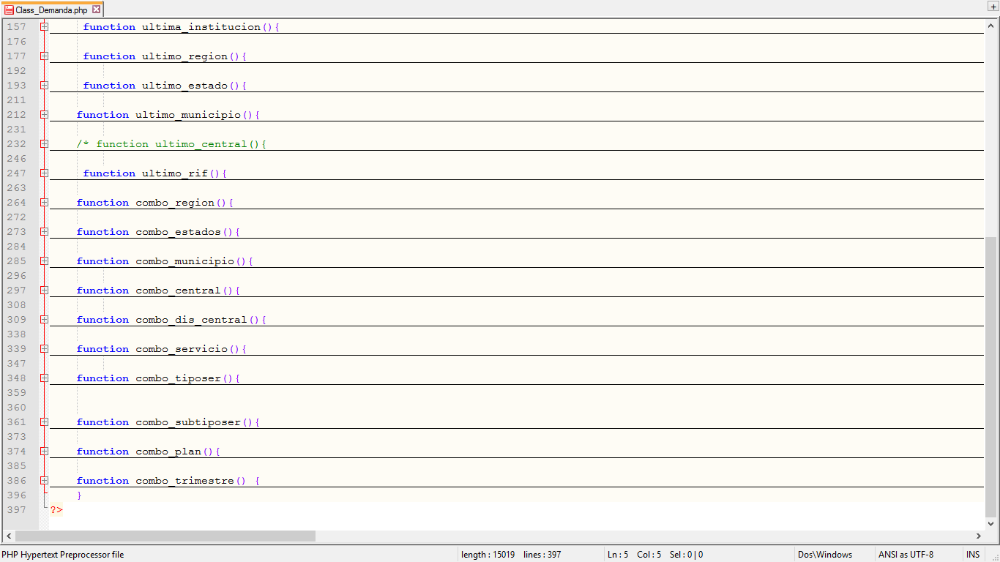 Class_Demanda.php
157 function ultima_institucion(){
176
177 function ultimo_region(){
192
193 function ultimo_estado(){
211
212 function ultimo_municipio(){
231
232 /* function ultimo_central(){
246
247 function ultimo_rif(){
263
264 function combo_region(){
272
273 function combo_estados(){
284
285 function combo_municipio(){
296
297 function combo_central(){
308
309 function combo_dis_central(){
338
339 function combo_servicio(){
347
348 function combo_tiposer(){
359
360
361 function combo_subtiposer(){
373
374 function combo_plan(){
385
386 function combo_trimestre() {
396 }
397 ?>
PHP Hypertext Preprocessor file length : 15019 lines : 397 Ln : 5 Col : 5 Sel : 0 | 0 Dos\Windows ANSI as UTF-8 INS